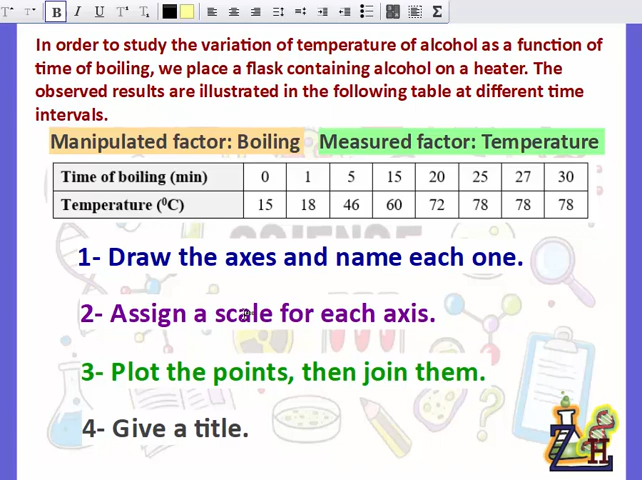 In order to study the variation of temperature of alcohol as a function of
time of boiling, we place a flask containing alcohol on a heater. The
observed results are illustrated in the following table at different time
intervals.
Manipulated factor: Boiling Measured factor: Temperature
Time of boiling (min) 0 1 5 15 20 25 27 30
Temperature (⁰C) 15 18 46 60 72 78 78 78
1- Draw the axes and name each one.
2- Assign a scale for each axis.
3- Plot the points, then join them.
4- Give a title.
Z H